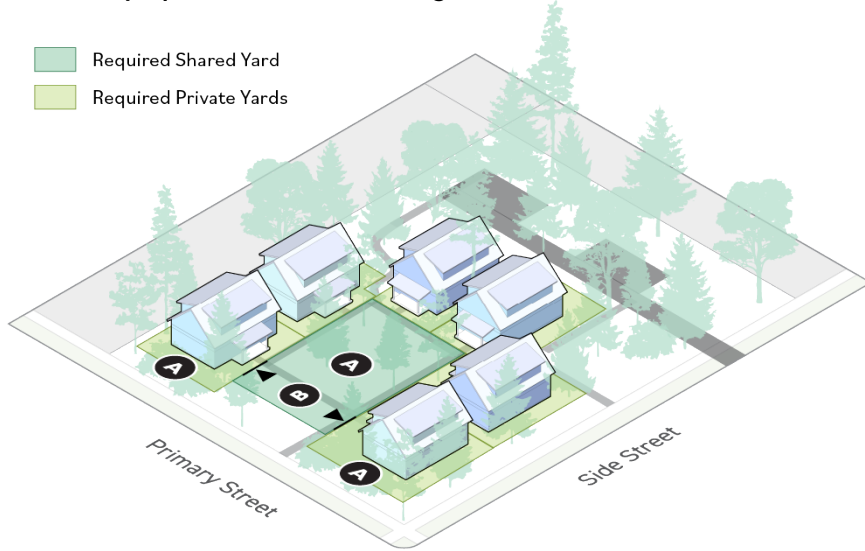 Required Shared Yard
Required Private Yards
A
A
B
A
Primary Street
Side Street